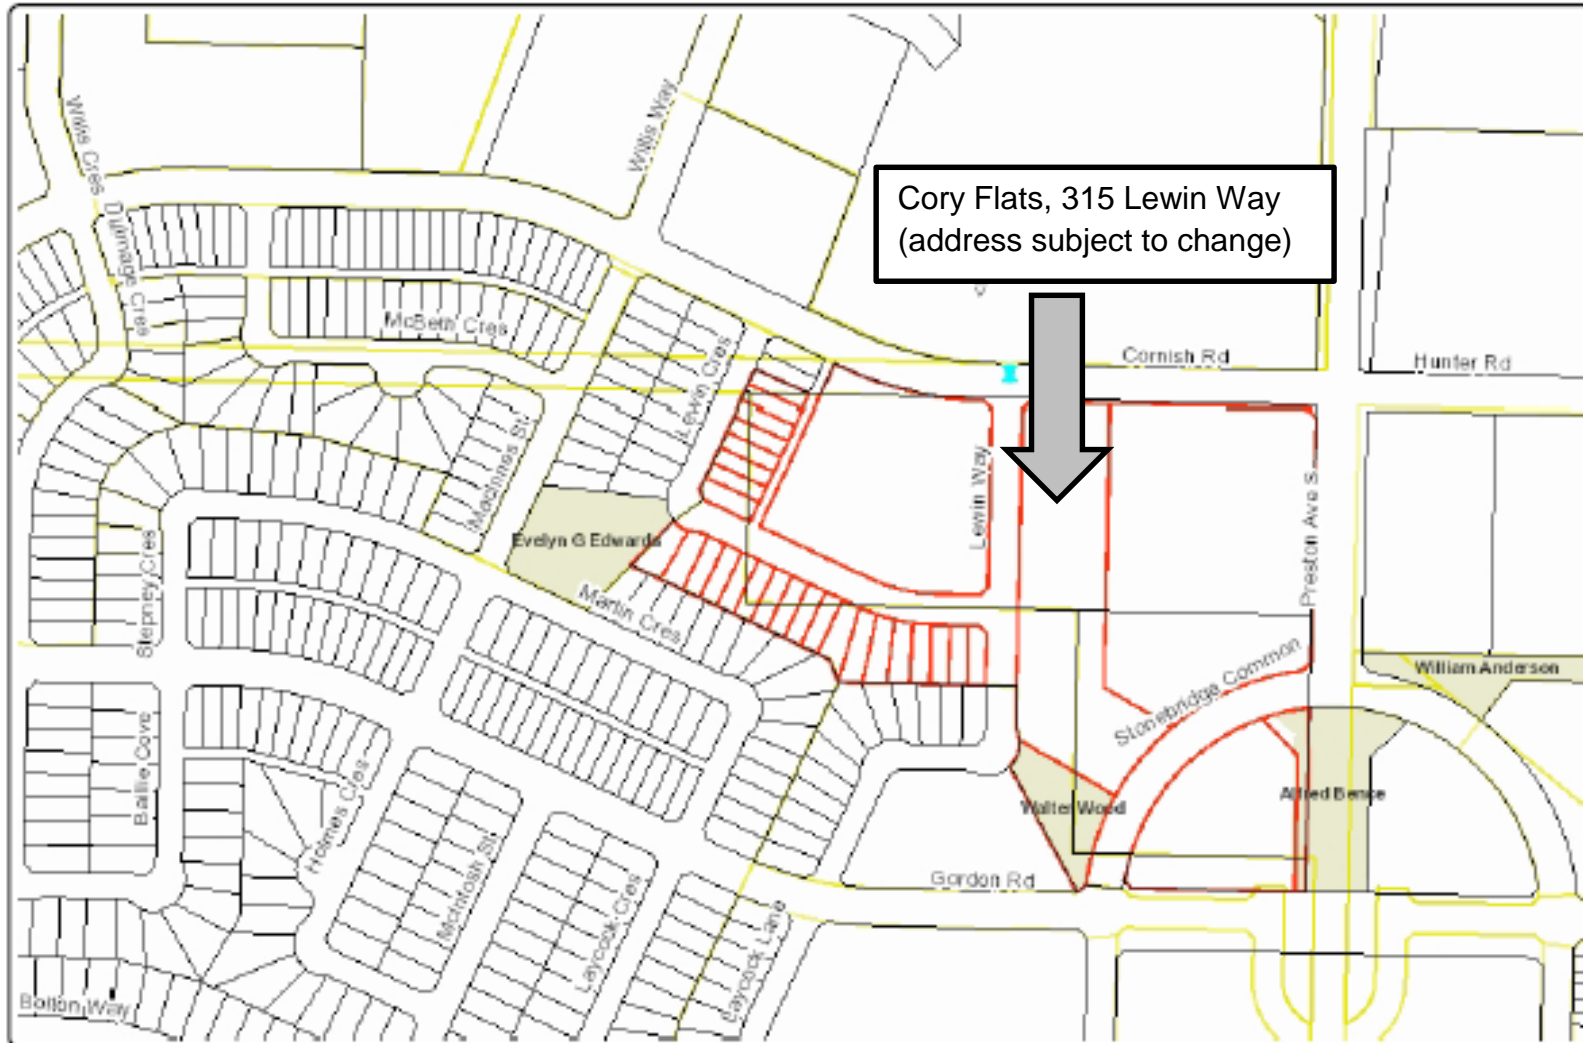 Willis Cres
Willis Way
Cory Flats, 315 Lewin Way
(address subject to change)
Dulmage Cres
McBeth Cres
Lewin Cres
Cornish Rd
Hunter Rd
MacInnes St
Lewin Way
Preston Ave S
Evelyn G Edwards
Stepney Cres
Martin Cres
Stonebridge Common
William Anderson
Baillie Cove
Holmes Cres
Walter Wood
Alfred Bence
McIntosh St
Gordon Rd
Laycock Cres
Laycock Lane
Bolton Way